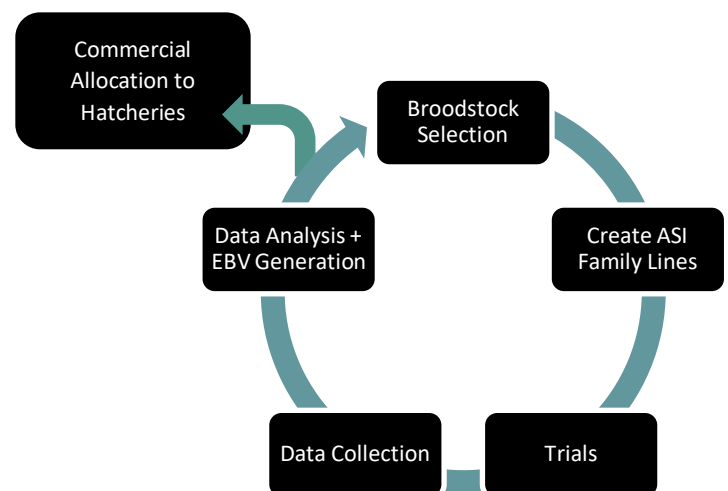 Commercial
Allocation to
Hatcheries
Broodstock
Selection
Data Analysis +
EBV Generation
Create ASI
Family Lines
Data Collection
Trials